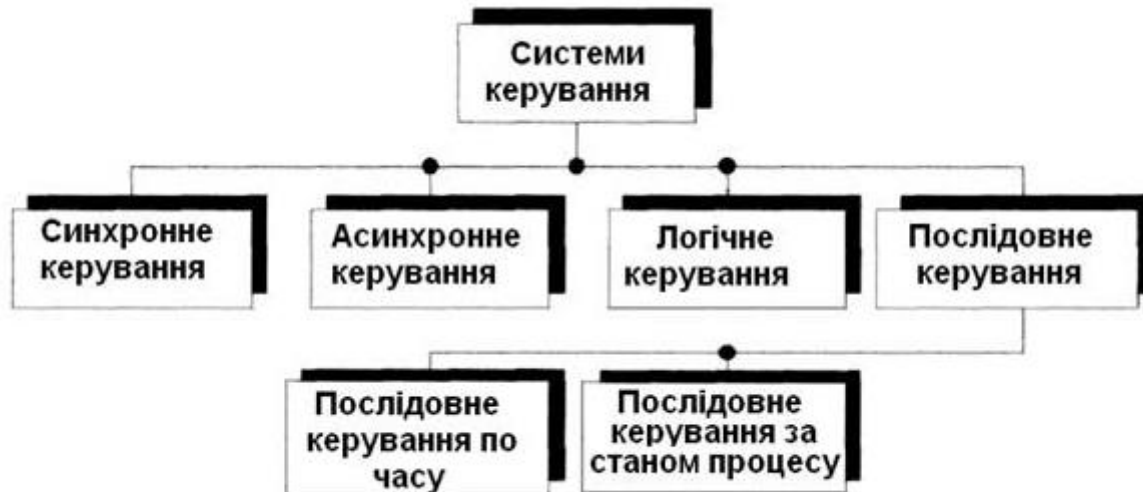 Системи
керування
Синхронне
керування
Асинхронне
керування
Логічне
керування
Послідовне
керування
Послідовне
керування по
часу
Послідовне
керування за
станом процесу